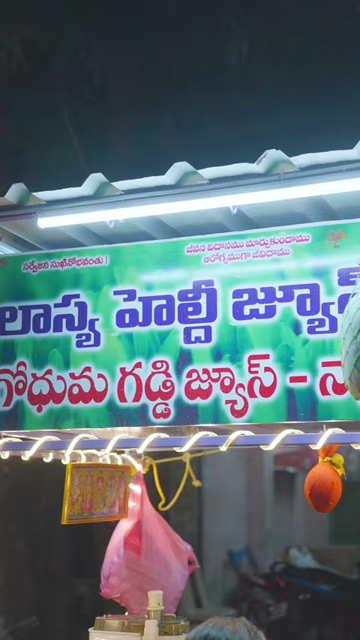 సర్వేజన సుఖినోభవంతు!
జీవన విదానము మార్చుకుందాము
ఆరోగ్యముగా జీవిదాము
లాస్య హెల్దీ జ్యూస్
గోధుమ గడ్డి జ్యూస్ -